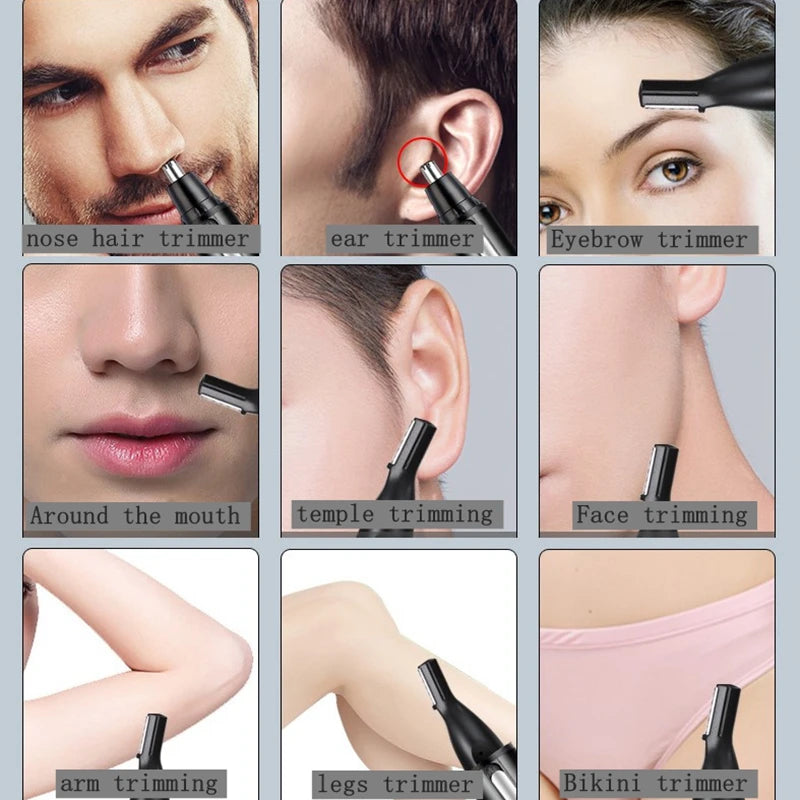 nose hair trimmer
ear trimmer
Eyebrow trimmer
Around the mouth
temple trimming
Face trimming
arm trimming
legs trimmer
Bikini trimmer